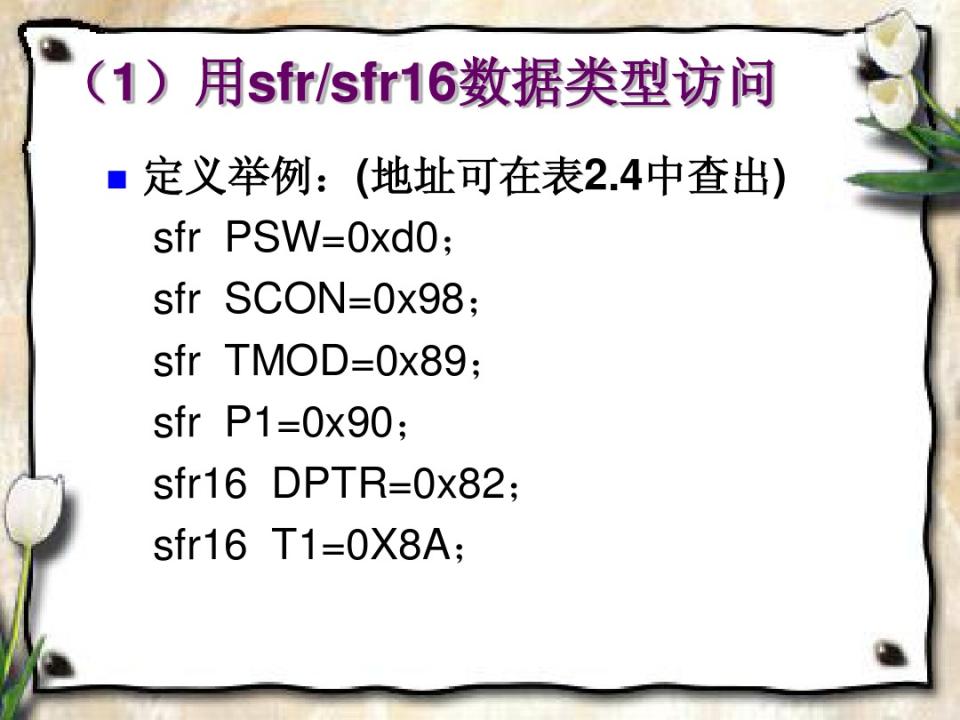 （1）用sfr/sfr16数据类型访问
定义举例：(地址可在表2.4中查出)
sfr PSW=0xd0；
sfr SCON=0x98；
sfr TMOD=0x89；
sfr P1=0x90；
sfr16 DPTR=0x82；
sfr16 T1=0X8A；